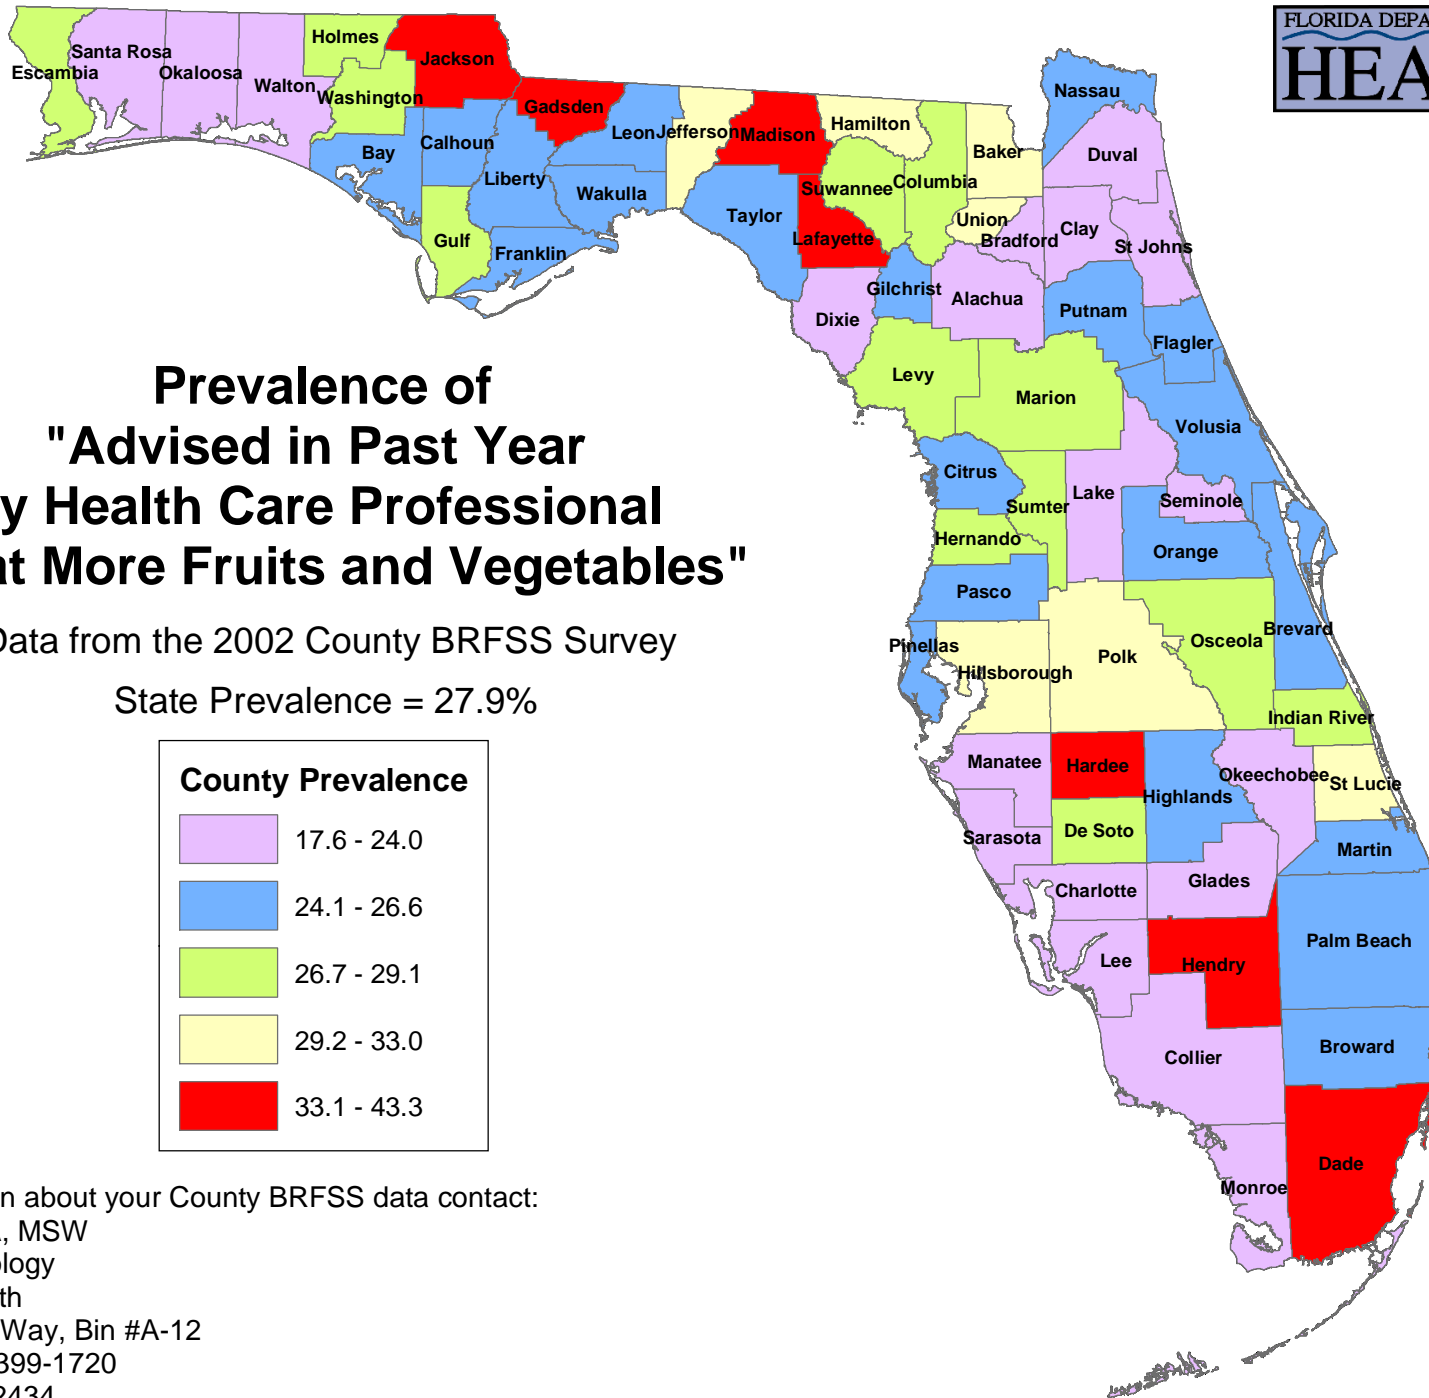 FLORIDA DEPA
HEA
Holmes
Jackson
Santa Rosa
Escambia
Okaloosa
Walton
Washington
Gadsden
Nassau
Leon
Jefferson
Madison
Hamilton
Bay
Calhoun
Baker
Duval
Liberty
Wakulla
Suwannee
Columbia
Taylor
Union
Bradford
Clay
St Johns
Gulf
Franklin
Lafayette
Gilchrist
Alachua
Dixie
Putnam
Flagler
Levy
Marion
Volusia
Citrus
Sumter
Lake
Seminole
Hernando
Orange
Pasco
Pinellas
Hillsborough
Polk
Osceola
Brevard
Indian River
Manatee
Hardee
Highlands
Okeechobee
St Lucie
Sarasota
De Soto
Martin
Charlotte
Glades
Lee
Hendry
Palm Beach
Collier
Broward
Dade
Monroe
Prevalence of
"Advised in Past Year
y Health Care Professional
at More Fruits and Vegetables"
Data from the 2002 County BRFSS Survey
State Prevalence = 27.9%
County Prevalence
17.6 - 24.0
24.1 - 26.6
26.7 - 29.1
29.2 - 33.0
33.1 - 43.3
n about your County BRFSS data contact:
, MSW
ology
th
Way, Bin #A-12
399-1720
2434